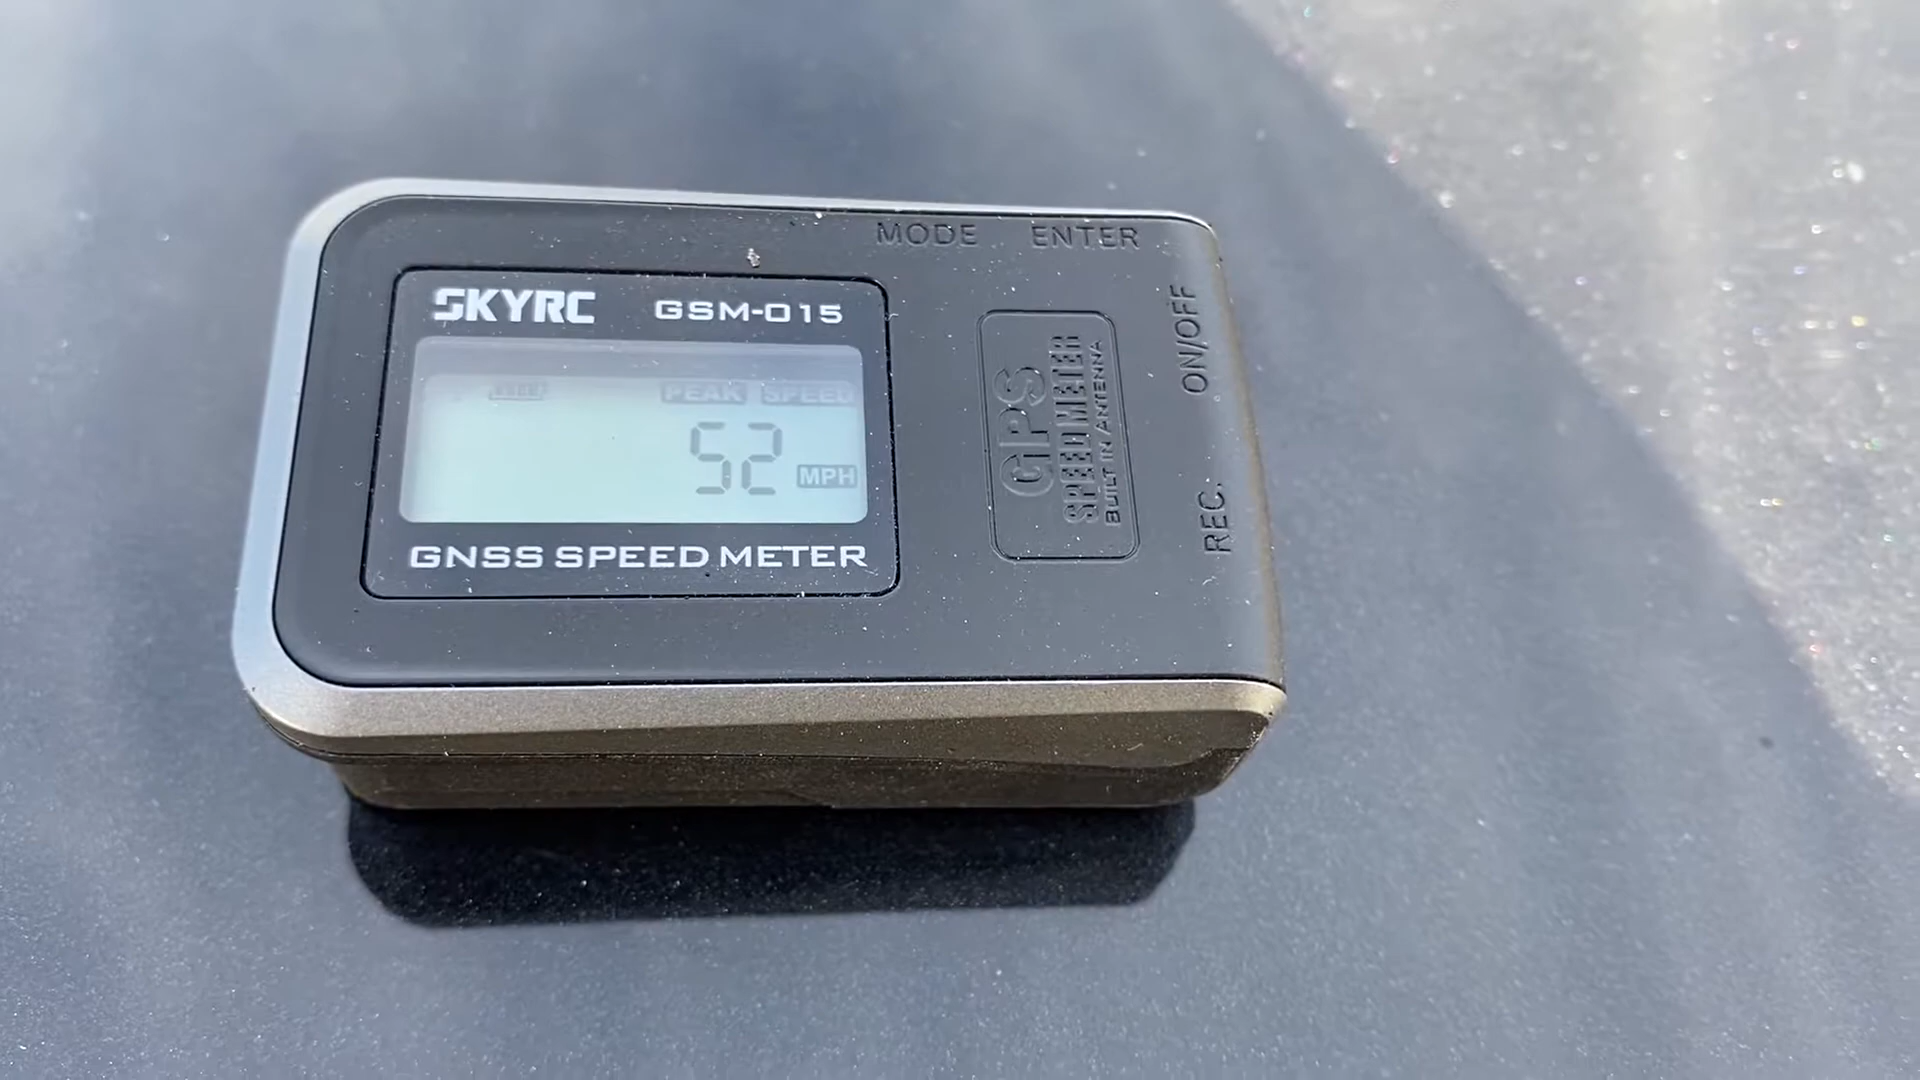 MODE ENTER
SKYRC GSM-015
PEAK SPEED
52 MPH
GNSS SPEED METER
GPS
SPEED METER
BUILT IN ANTENNA
ON/OFF
REC.